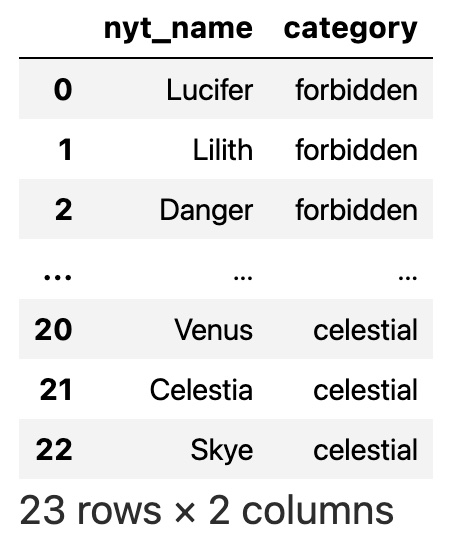 nyt_name category
0 Lucifer forbidden
1 Lilith forbidden
2 Danger forbidden
... ... ...
20 Venus celestial
21 Celestia celestial
22 Skye celestial
23 rows × 2 columns